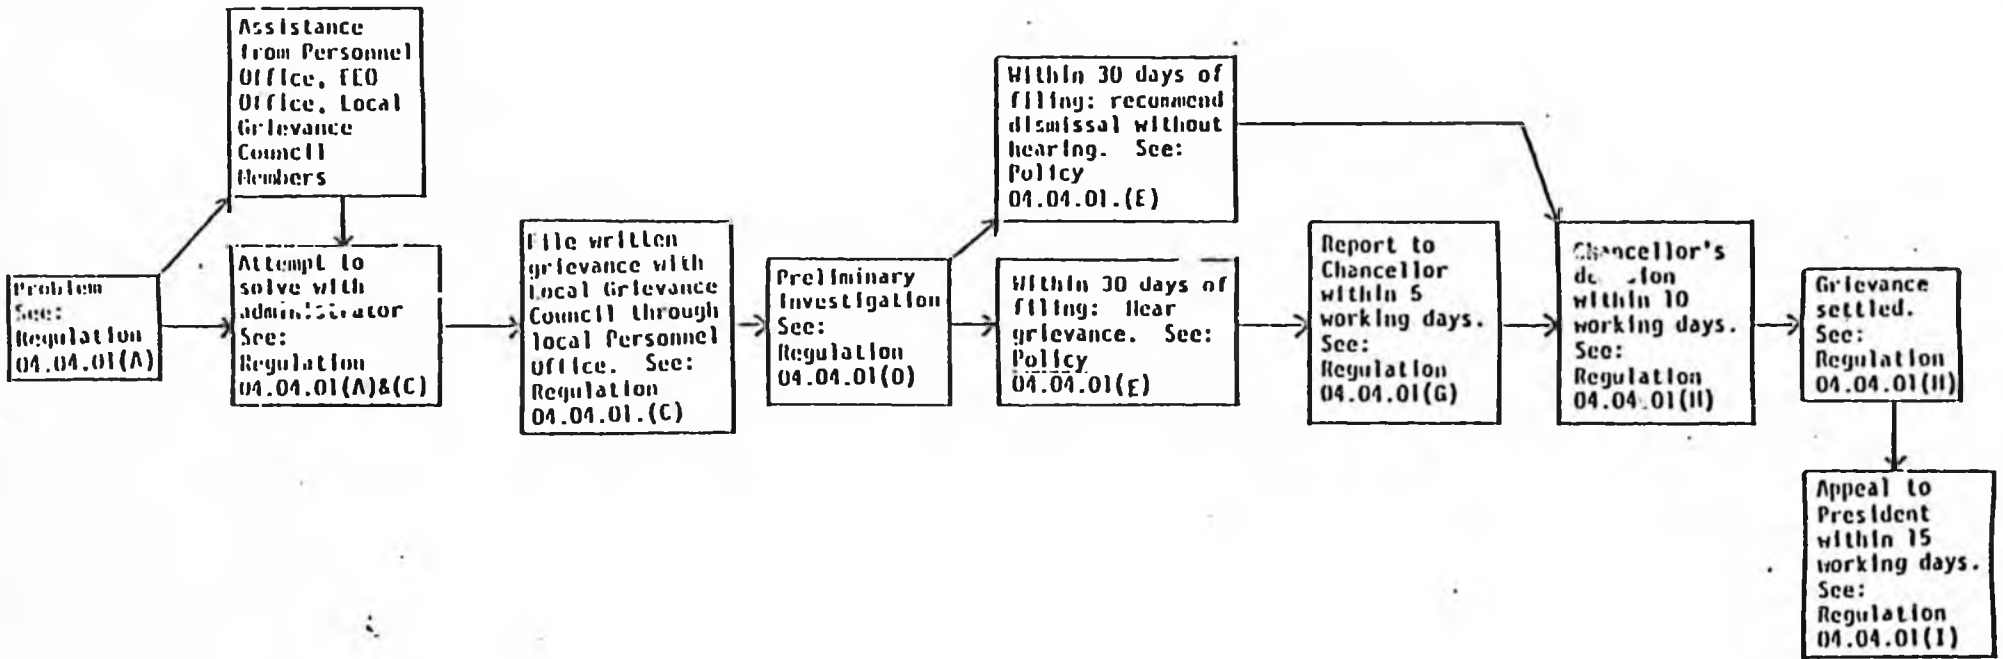 Assistance
from Personnel
Office, EEO
Office, Local
Grievance
Council
Members
Problem
See:
Regulation
04.04.01(A)
Attempt to
solve with
administrator
See:
Regulation
04.04.01(A)&(C)
File written
grievance with
Local Grievance
Council through
local Personnel
Office. See:
Regulation
04.04.01.(C)
Preliminary
Investigation
See:
Regulation
04.04.01(D)
Within 30 days of
filing: recommend
dismissal without
hearing. See:
Policy
04.04.01.(E)
Within 30 days of
filing: Hear
grievance. See:
Policy
04.04.01(E)
Report to
Chancellor
within 5
working days.
See:
Regulation
04.04.01(G)
Chancellor's
decision
within 10
working days.
See:
Regulation
04.04.01(H)
Grievance
settled.
See:
Regulation
04.04.01(H)
Appeal to
President
within 15
working days.
See:
Regulation
04.04.01(I)